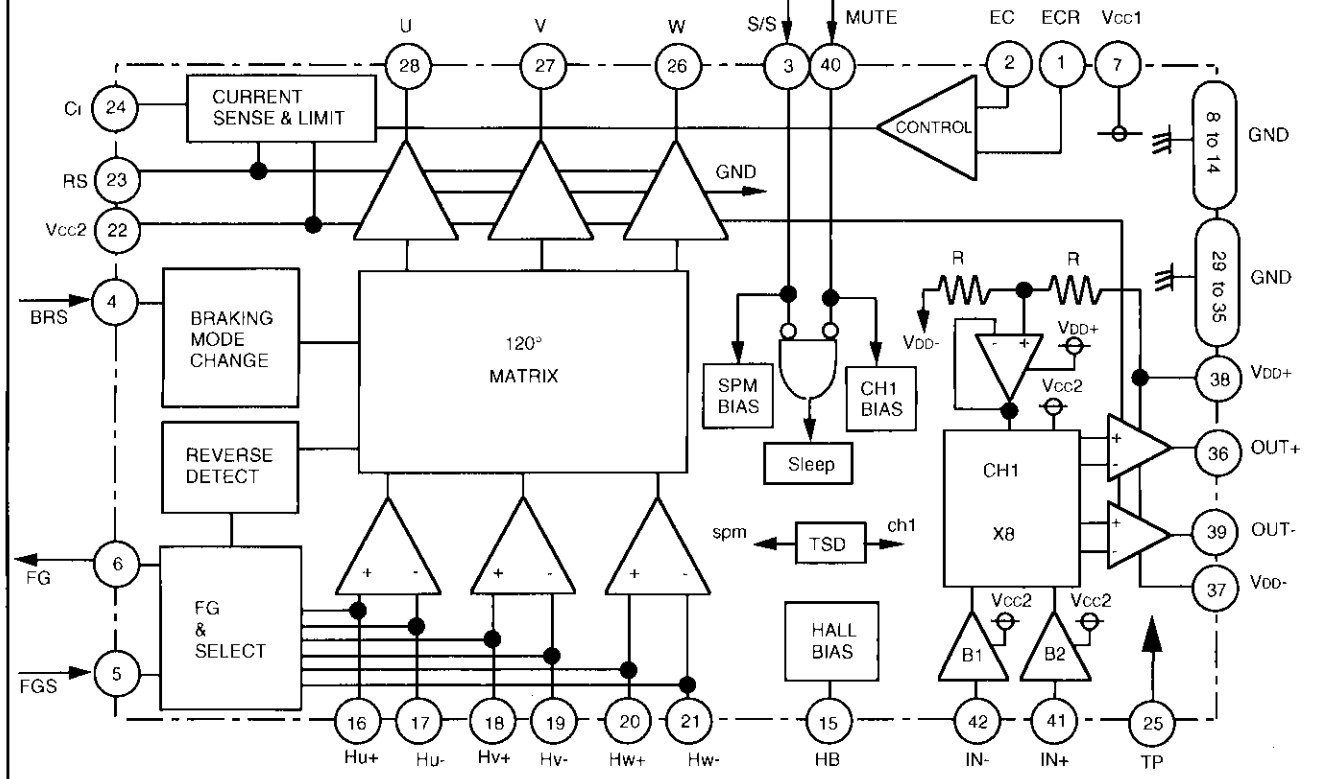 U V W S/S MUTE EC ECR Vcc1
28 27 26 3 40 2 1 7
CI 24
CURRENT
SENSE & LIMIT
CONTROL
8 to 14
GND
RS 23
GND
Vcc2 22
29 to 35
GND
R R
BRS
4
BRAKING
MODE
CHANGE
120°
MATRIX
VDD-
- +
VDD+
SPM
BIAS
CH1
BIAS
Vcc2
38 VDD+
REVERSE
DETECT
Sleep
CH1
X8
+
-
36 OUT+
spm TSD ch1
+
-
39 OUT-
FG
6
+ - + - + -
37 VDD-
FG
&
SELECT
HALL
BIAS
Vcc2 Vcc2
B1 B2
FGS
5
16 17 18 19 20 21 15 42 41 25
Hu+ Hu- Hv+ Hv- Hw+ Hw- HB IN- IN+ TP